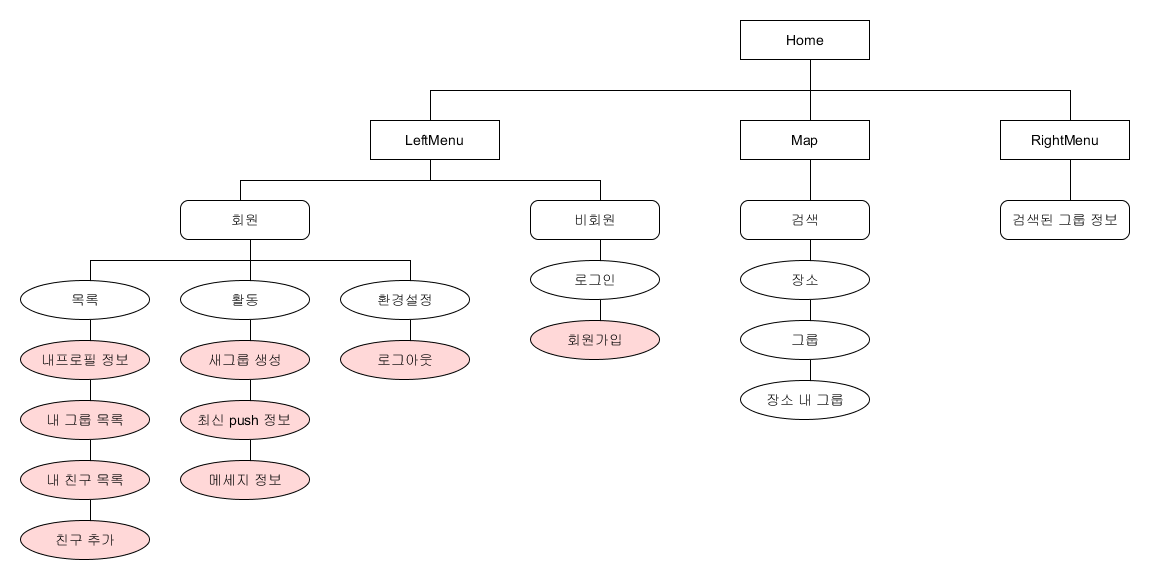 Home
LeftMenu
Map
RightMenu
회원
비회원
검색
검색된 그룹 정보
목록
활동
환경설정
로그인
장소
내프로필 정보
새그룹 생성
로그아웃
회원가입
그룹
내 그룹 목록
최신 push 정보
장소 내 그룹
내 친구 목록
메세지 정보
친구 추가